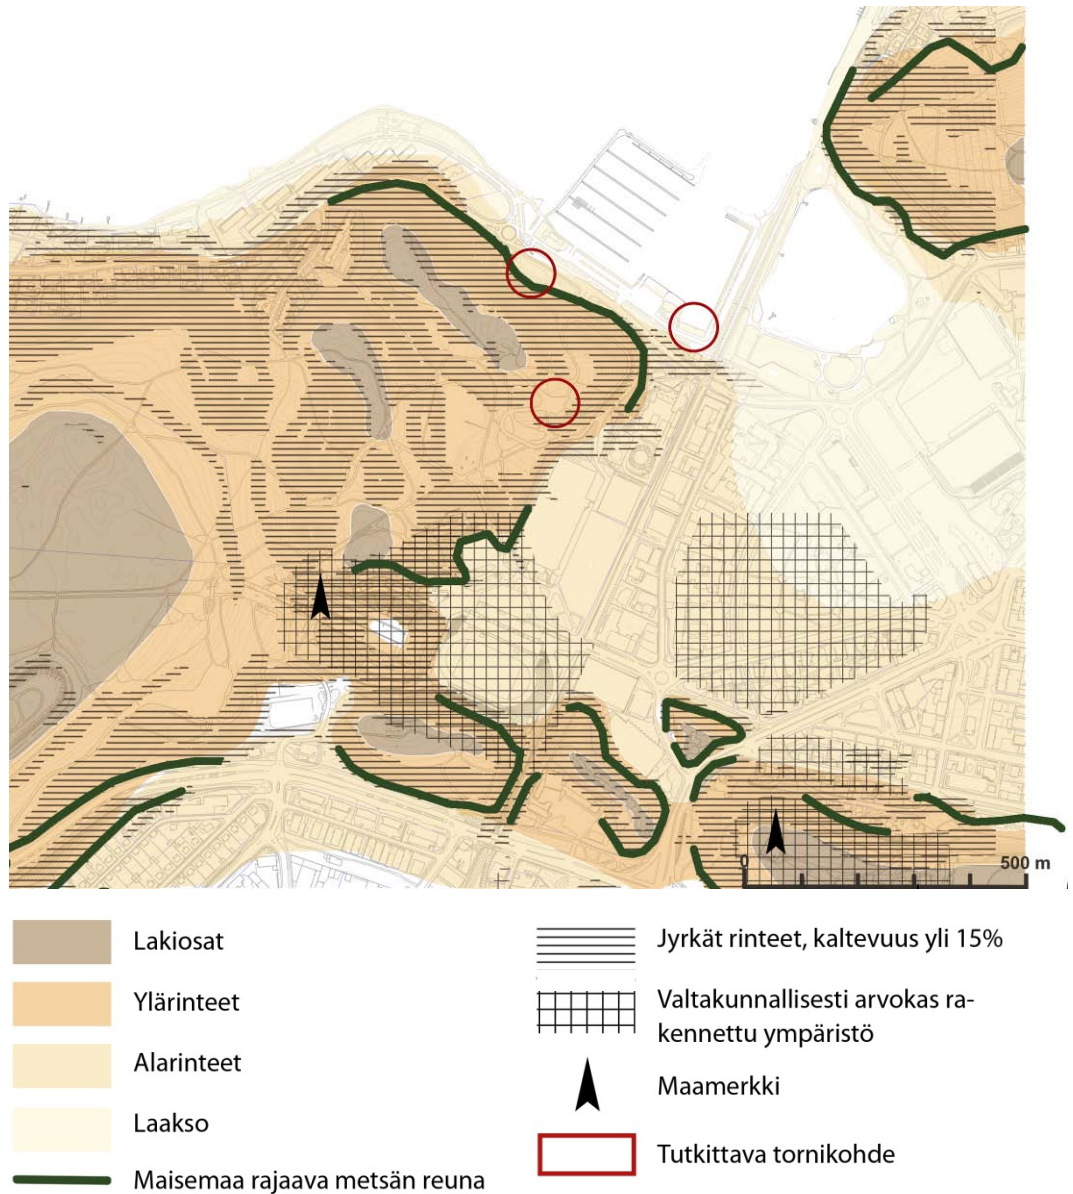 0
500 m
Lakiosat
Ylärinteet
Alarinteet
Laakso
Maisemaa rajaava metsän reuna
Jyrkät rinteet, kaltevuus yli 15%
Valtakunnallisesti arvokas ra-
kennettu ympäristö
Maamerkki
Tutkittava tornikohde